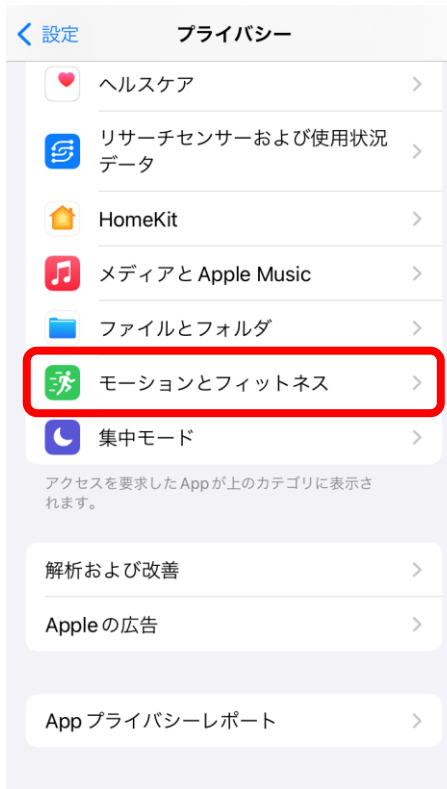 設定 プライバシー
ヘルスケア
リサーチセンサーおよび使用状況
データ
HomeKit
メディアと Apple Music
ファイルとフォルダ
モーションとフィットネス
集中モード
アクセスを要求した App が上のカテゴリに表示さ
れます。
解析および改善
Apple の広告
App プライバシーレポート